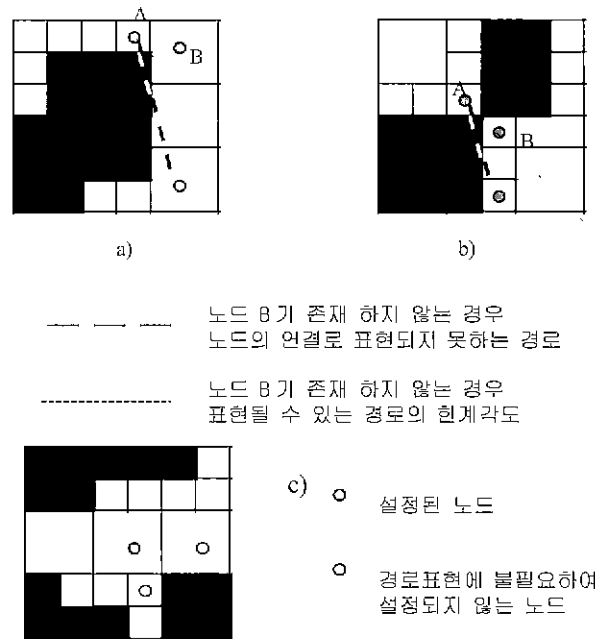 A
B
A
B
a)
b)
노드 B기 존재 하지 않는 경우
노드의 연결로 표현되지 못하는 경로
노드 B기 존재 하지 않는 경우
표현될 수 있는 경로의 힌계각도
c)
설정된 노드
경로표현에 불필요하여
설정되지 않는 노드